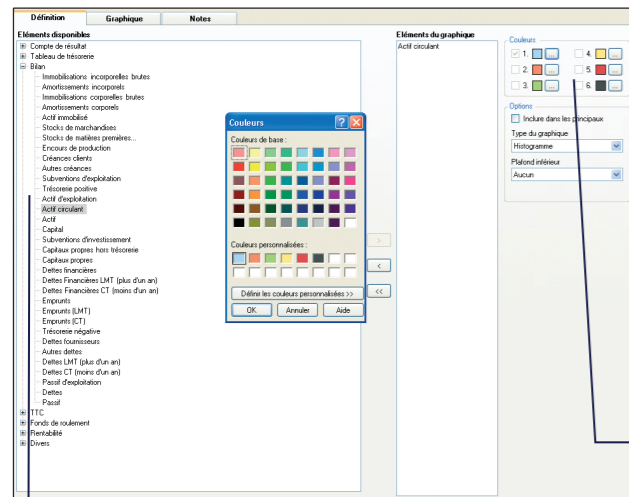 Définition
Graphique
Notes
Eléments disponibles
Compte de résultat
Tableau de trésorerie
Bilan
Immobilisations incorporelles brutes
Amortissements incorporels
Immobilisations corporelles brutes
Amortissements corporels
Actif immobilisé
Stocks de marchandises
Stocks de matières premières...
Encours de production
Créances clients
Autres créances
Subventions d'exploitation
Trésorerie positive
Actif d'exploitation
Actif circulant
Actif
Capital
Subventions d'investissement
Capitaux propres hors trésorerie
Capitaux propres
Dettes financières
Dettes Financières LMT (plus d'un an)
Dettes Financières CT (moins d'un an)
Emprunts
Emprunts (LMT)
Emprunts (CT)
Trésorerie négative
Dettes fournisseurs
Autres dettes
Dettes LMT (plus d'un an)
Dettes CT (moins d'un an)
Passif d'exploitation
Dettes
Passif
TTC
Fonds de roulement
Rentabilité
Divers
Couleurs
Couleurs de base :
Couleurs personnalisées :
Définir les couleurs personnalisées >>
OK Annuler Aide
>
<
<<
Eléments du graphique
Actif circulant
Couleurs
1. ... 4. ...
2. ... 5. ...
3. ... 6. ...
Options
Inclure dans les principaux
Type du graphique
Histogramme
Plafond inférieur
Aucun